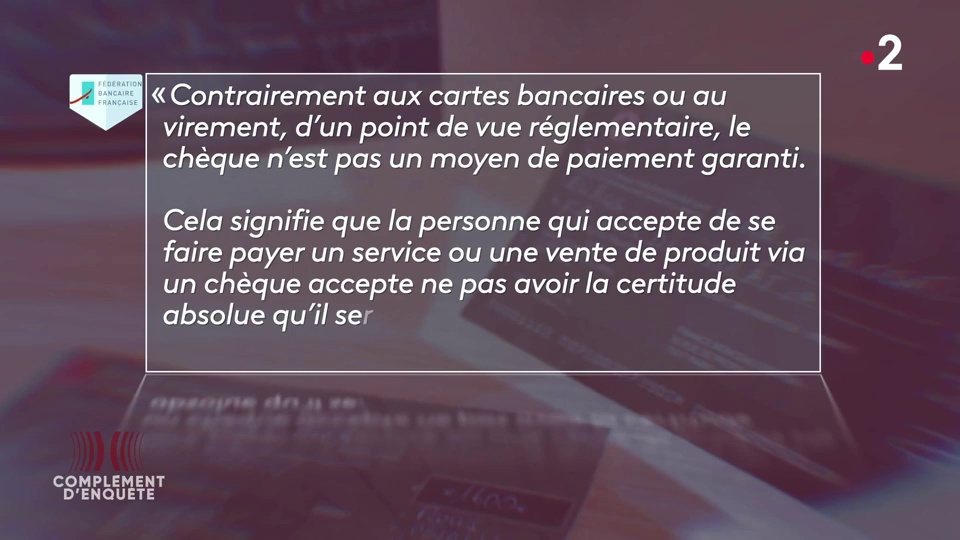 2
FÉDÉRATION
BANCAIRE
FRANÇAISE
« Contrairement aux cartes bancaires ou au
virement, d'un point de vue réglementaire, le
chèque n'est pas un moyen de paiement garanti.
Cela signifie que la personne qui accepte de se
faire payer un service ou une vente de produit via
un chèque accepte ne pas avoir la certitude
absolue qu'il ser
COMPLÉMENT
D'ENQUÊTE